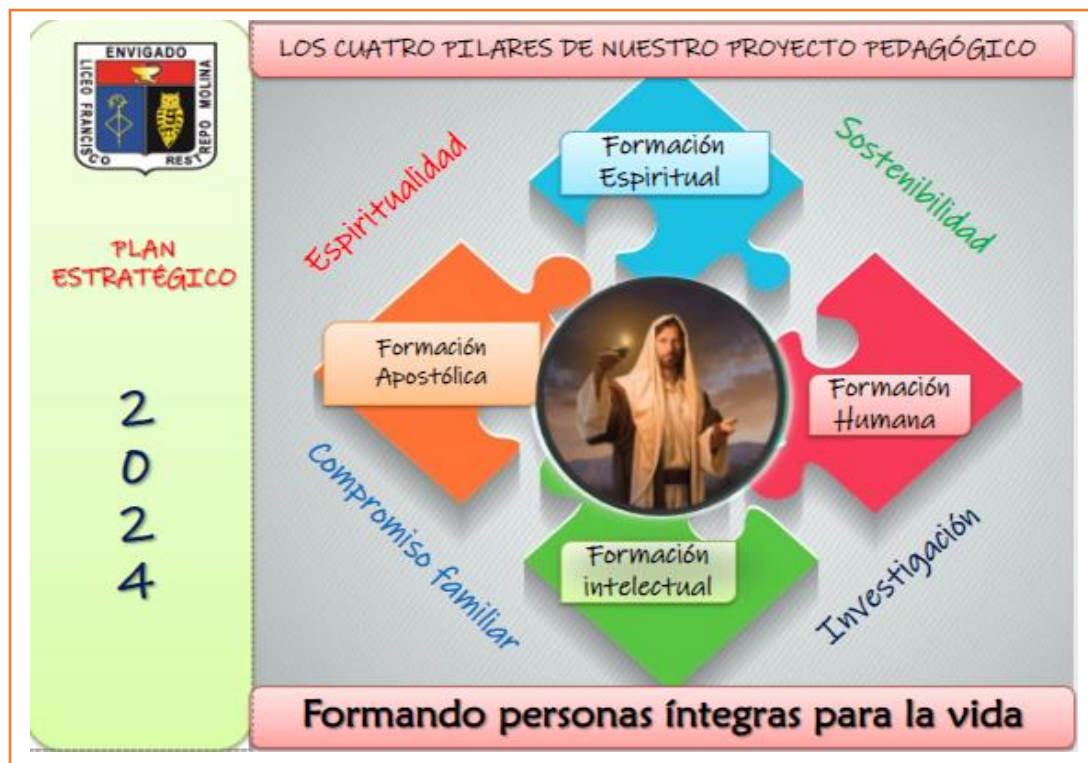 ENVIGADO
LICEO FRANCISCO RESTREPO MOLINA
PLAN
ESTRATÉGICO
2
0
2
4
LOS CUATRO PILARES DE NUESTRO PROYECTO PEDAGÓGICO
Espiritualidad
Formación
Espiritual
Sostenibilidad
Formación
Apostólica
Formación
Humana
Compromiso familiar
Formación
intelectual
Investigación
Formando personas íntegras para la vida